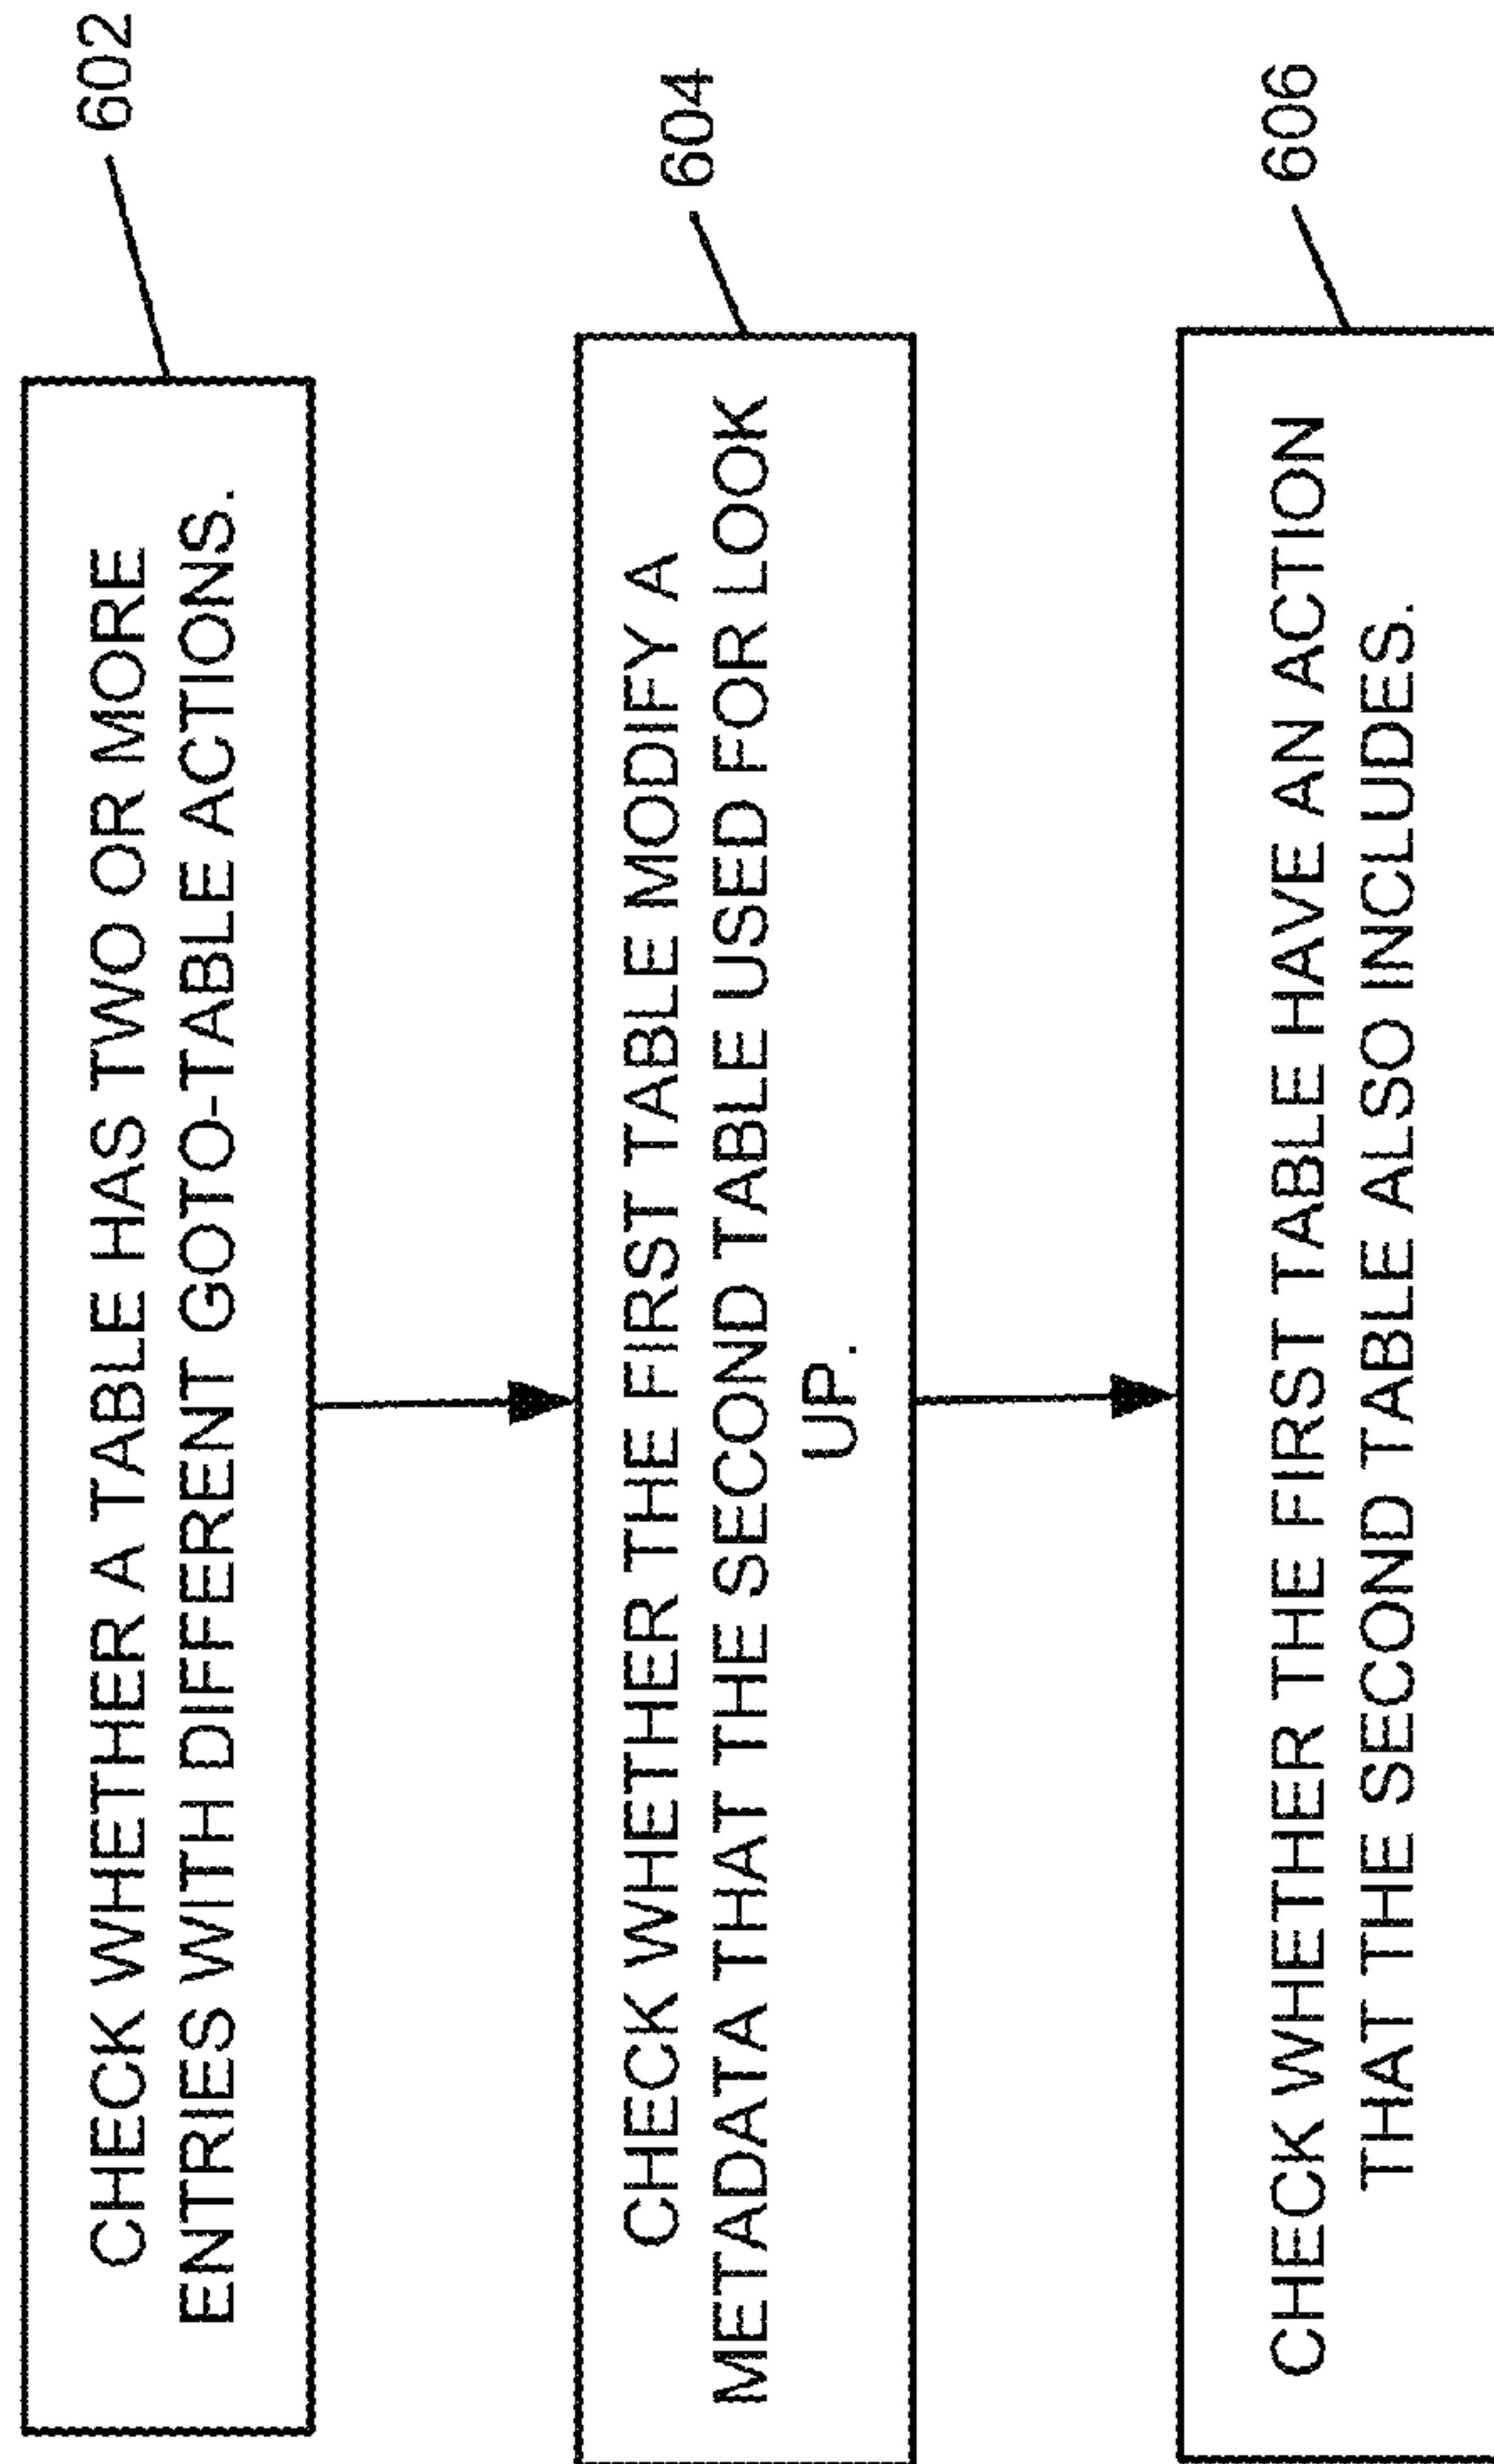 CHECK WHETHER A TABLE HAS TWO OR MORE
ENTRIES WITH DIFFERENT GOTO-TABLE ACTIONS.
602
CHECK WHETHER THE FIRST TABLE MODIFY A
METADATA THAT THE SECOND TABLE USED FOR LOOK
UP.
604
CHECK WHETHER THE FIRST TABLE HAVE AN ACTION
THAT THE SECOND TABLE ALSO INCLUDES.
606